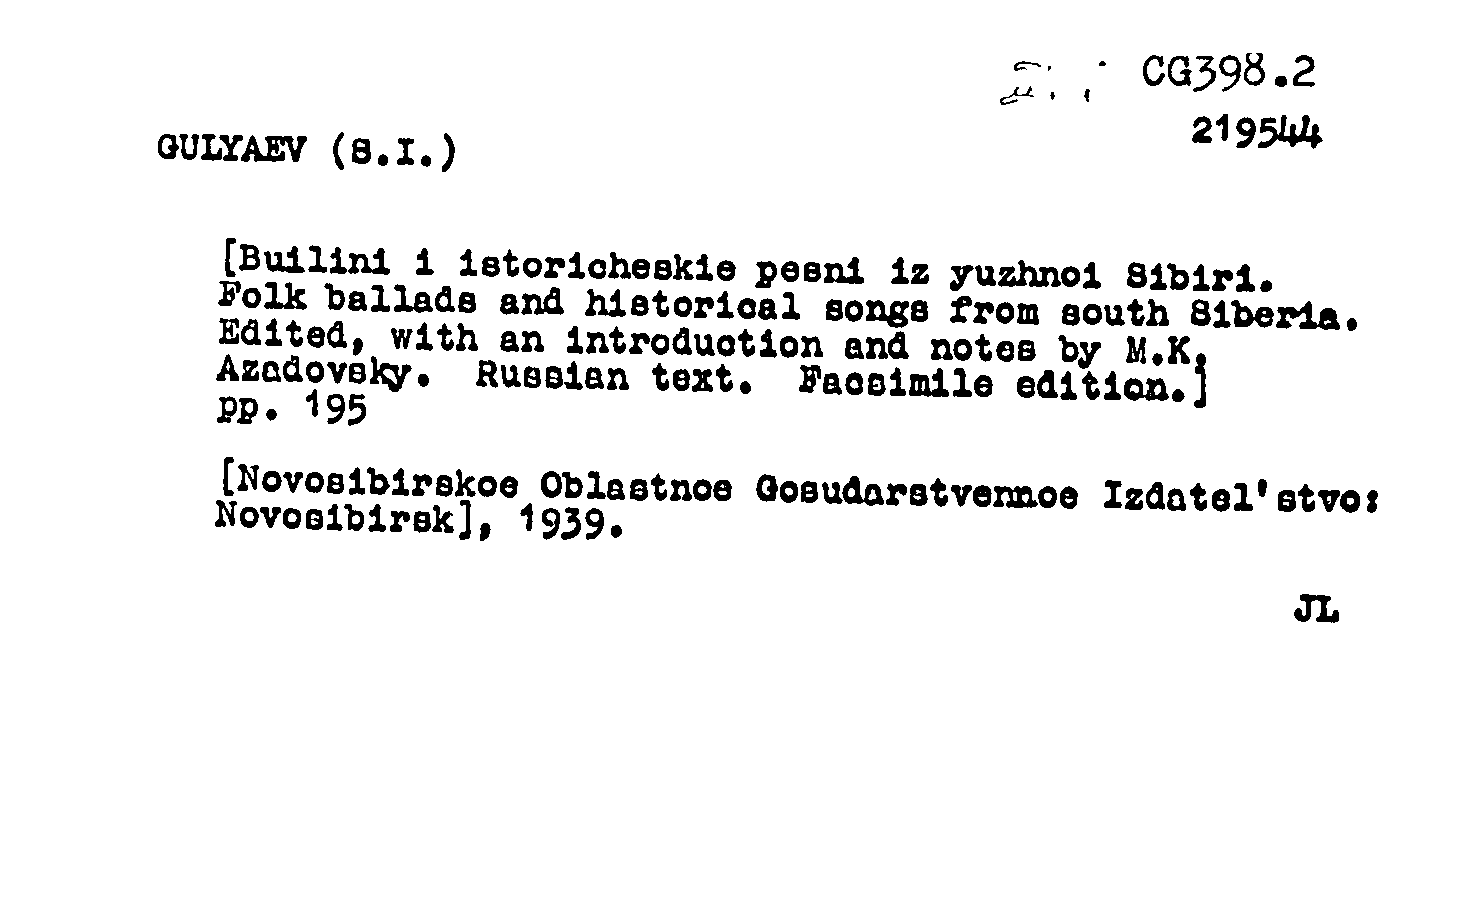 CG398.2
219544
GULYAEV (S.I.)
[Builini i istoricheskie pesni iz yuzhnoi Sibiri.
Folk ballads and historical songs from south Siberia.
Edited, with an introduction and notes by M.K.
Azadovsky. Russian text. Facsimile edition.]
pp. 195
[Novosibirskoe Oblastnoe Gosudarstvennoe Izdatel'stvo:
Novosibirsk], 1939.
JL